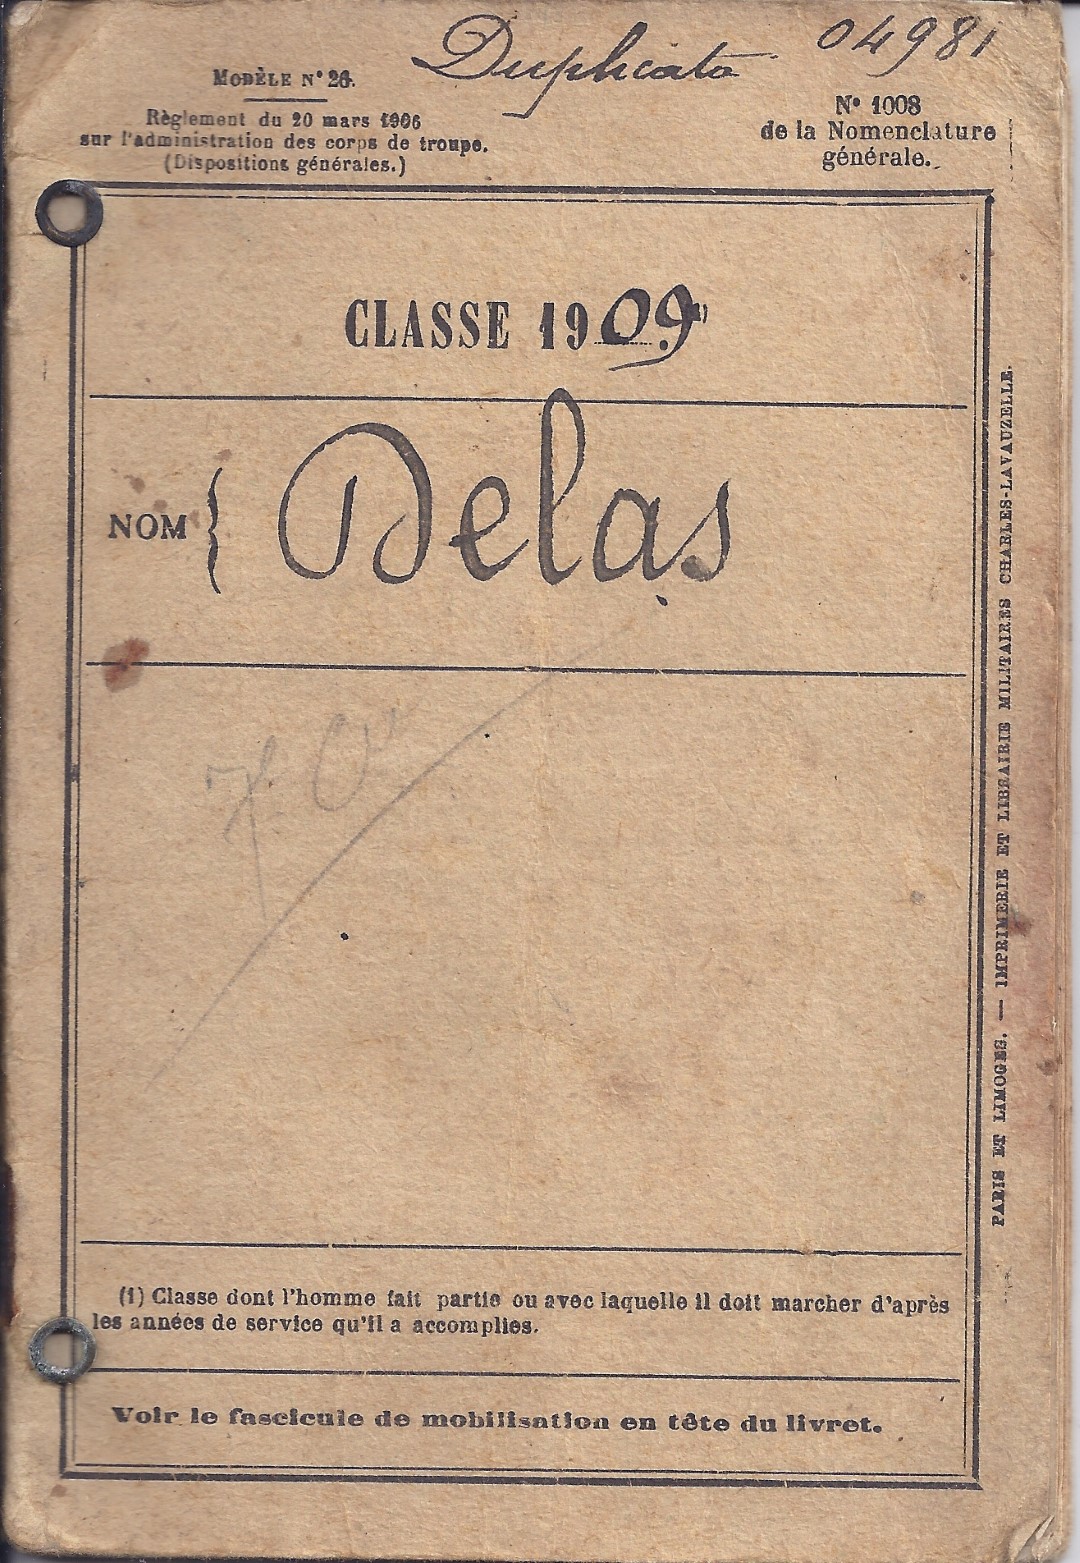 Duplicata 04981
MODÈLE N° 26.
Règlement du 20 mars 1906
sur l'administration des corps de troupe.
(Dispositions générales.)
N° 1008
de la Nomenclature
générale.
CLASSE 1909 (1)
NOM { Delas
(1) Classe dont l'homme fait partie ou avec laquelle il doit marcher d'après
les années de service qu'il a accomplies.
Voir le fascicule de mobilisation en tête du livret.
PARIS ET LIMOGES. — IMPRIMERIE ET LIBRAIRIE MILITAIRES CHARLES-LAVAUZELLE.